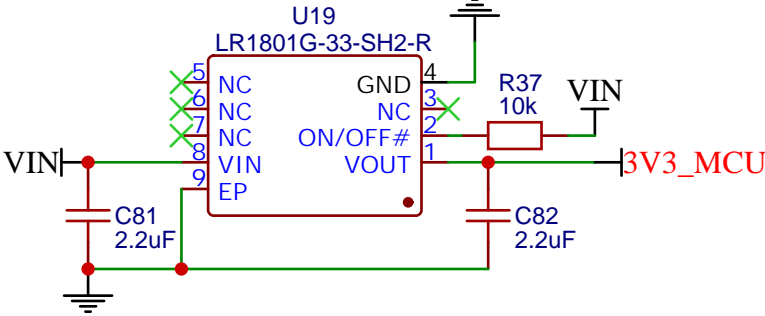 U19
LR1801G-33-SH2-R
5 NC GND 4
6 NC NC 3
7 NC ON/OFF# 2
8 VIN VOUT 1
9 EP
R37
10k
VIN
VIN
3V3_MCU
C81
2.2uF
C82
2.2uF